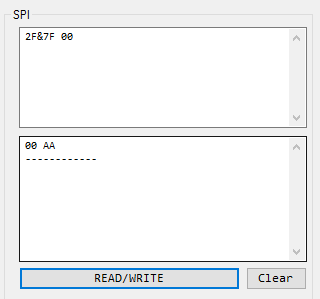 SPI
2F&7F 00
00 AA
------------
READ/WRITE
Clear